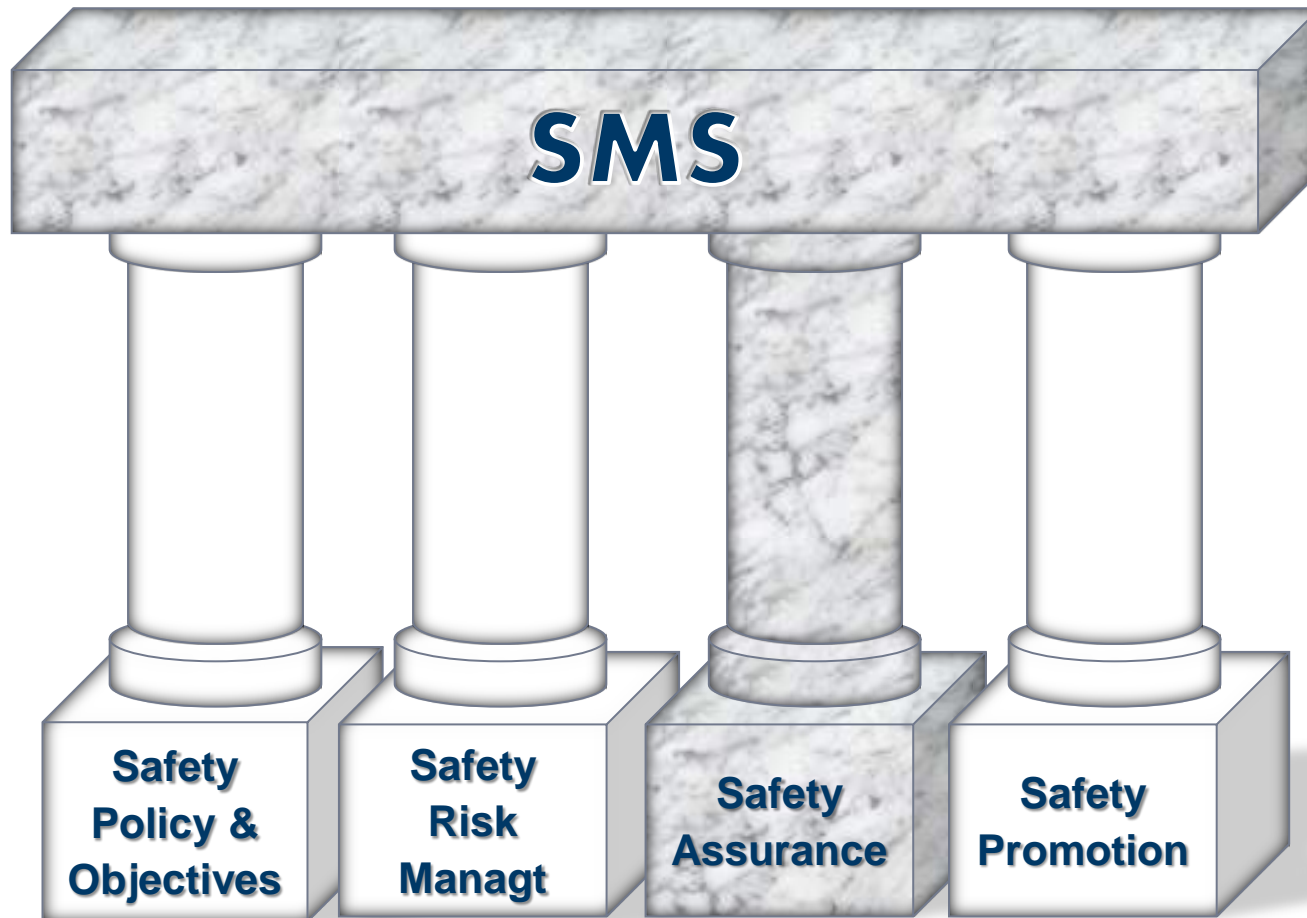 SMS
Safety
Policy &
Objectives
Safety
Risk
Managt
Safety
Assurance
Safety
Promotion